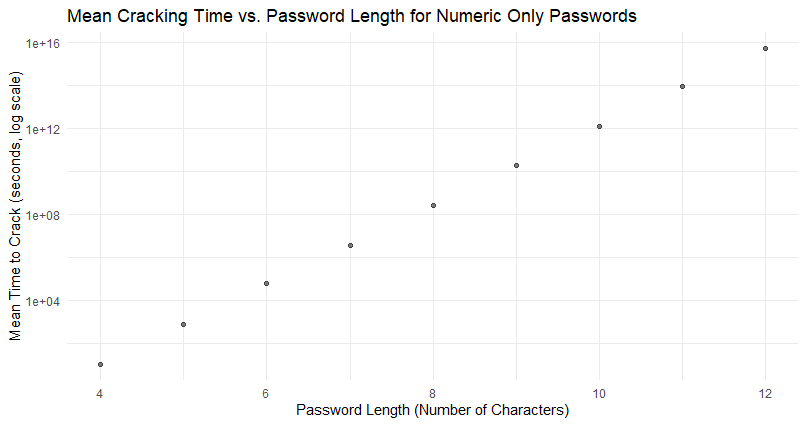 Mean Cracking Time vs. Password Length for Numeric Only Passwords
Mean Time to Crack (seconds, log scale)
1e+16
1e+12
1e+08
1e+04
4 6 8 10 12
Password Length (Number of Characters)